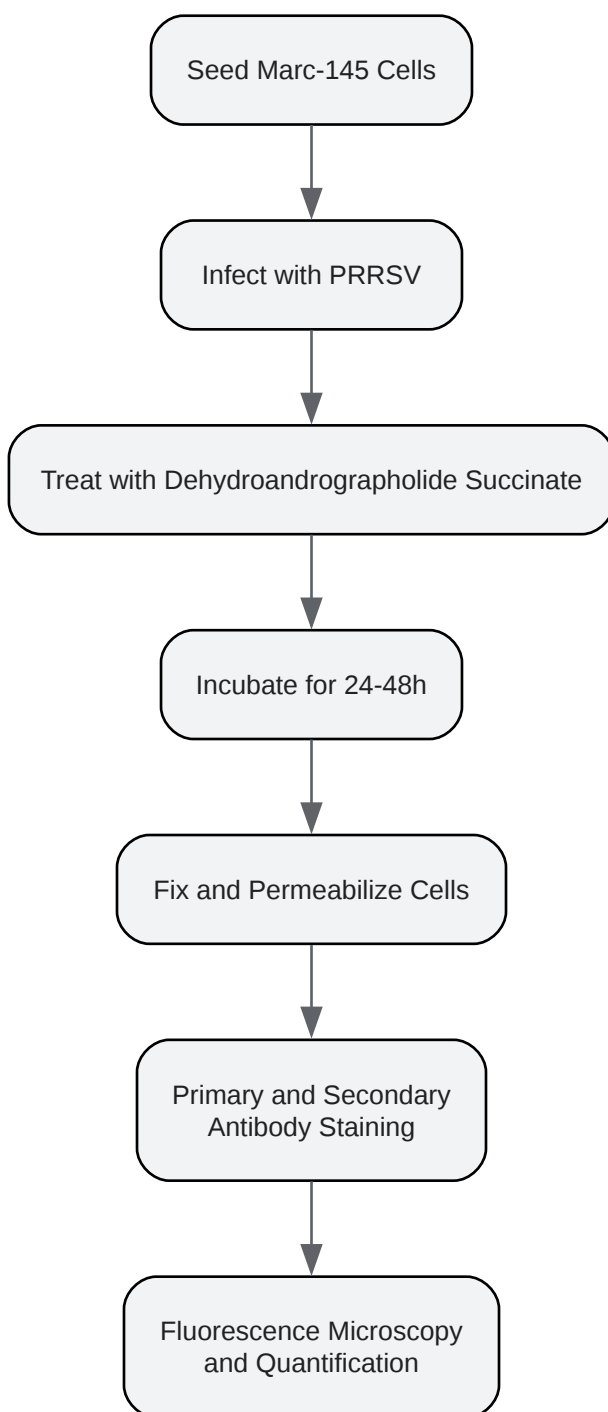 Seed Marc-145 Cells
Infect with PRRSV
Treat with Dehydroandrographolide Succinate
Incubate for 24-48h
Fix and Permeabilize Cells
Primary and Secondary
Antibody Staining
Fluorescence Microscopy
and Quantification